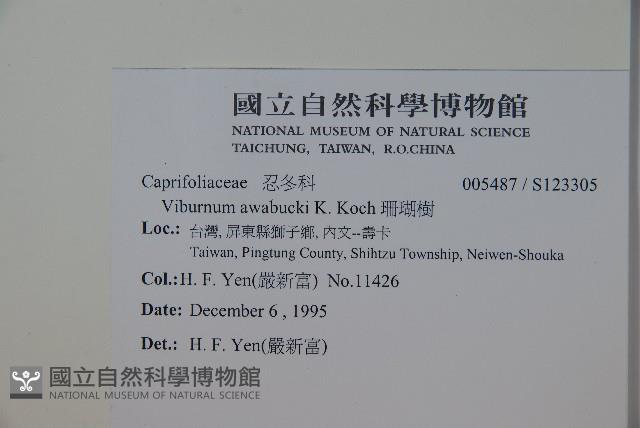 國立自然科學博物館
NATIONAL MUSEUM OF NATURAL SCIENCE
TAICHUNG, TAIWAN, R.O.CHINA
Caprifoliaceae 忍冬科 005487 / S123305
Viburnum awabucki K. Koch 珊瑚樹
Loc.: 台灣, 屏東縣獅子鄉, 內文--壽卡
Taiwan, Pingtung County, Shihtzu Township, Neiwen-Shouka
Col.:H. F. Yen(嚴新富) No.11426
Date: December 6 , 1995
Det.: H. F. Yen(嚴新富)
國立自然科學博物館
NATIONAL MUSEUM OF NATURAL SCIENCE